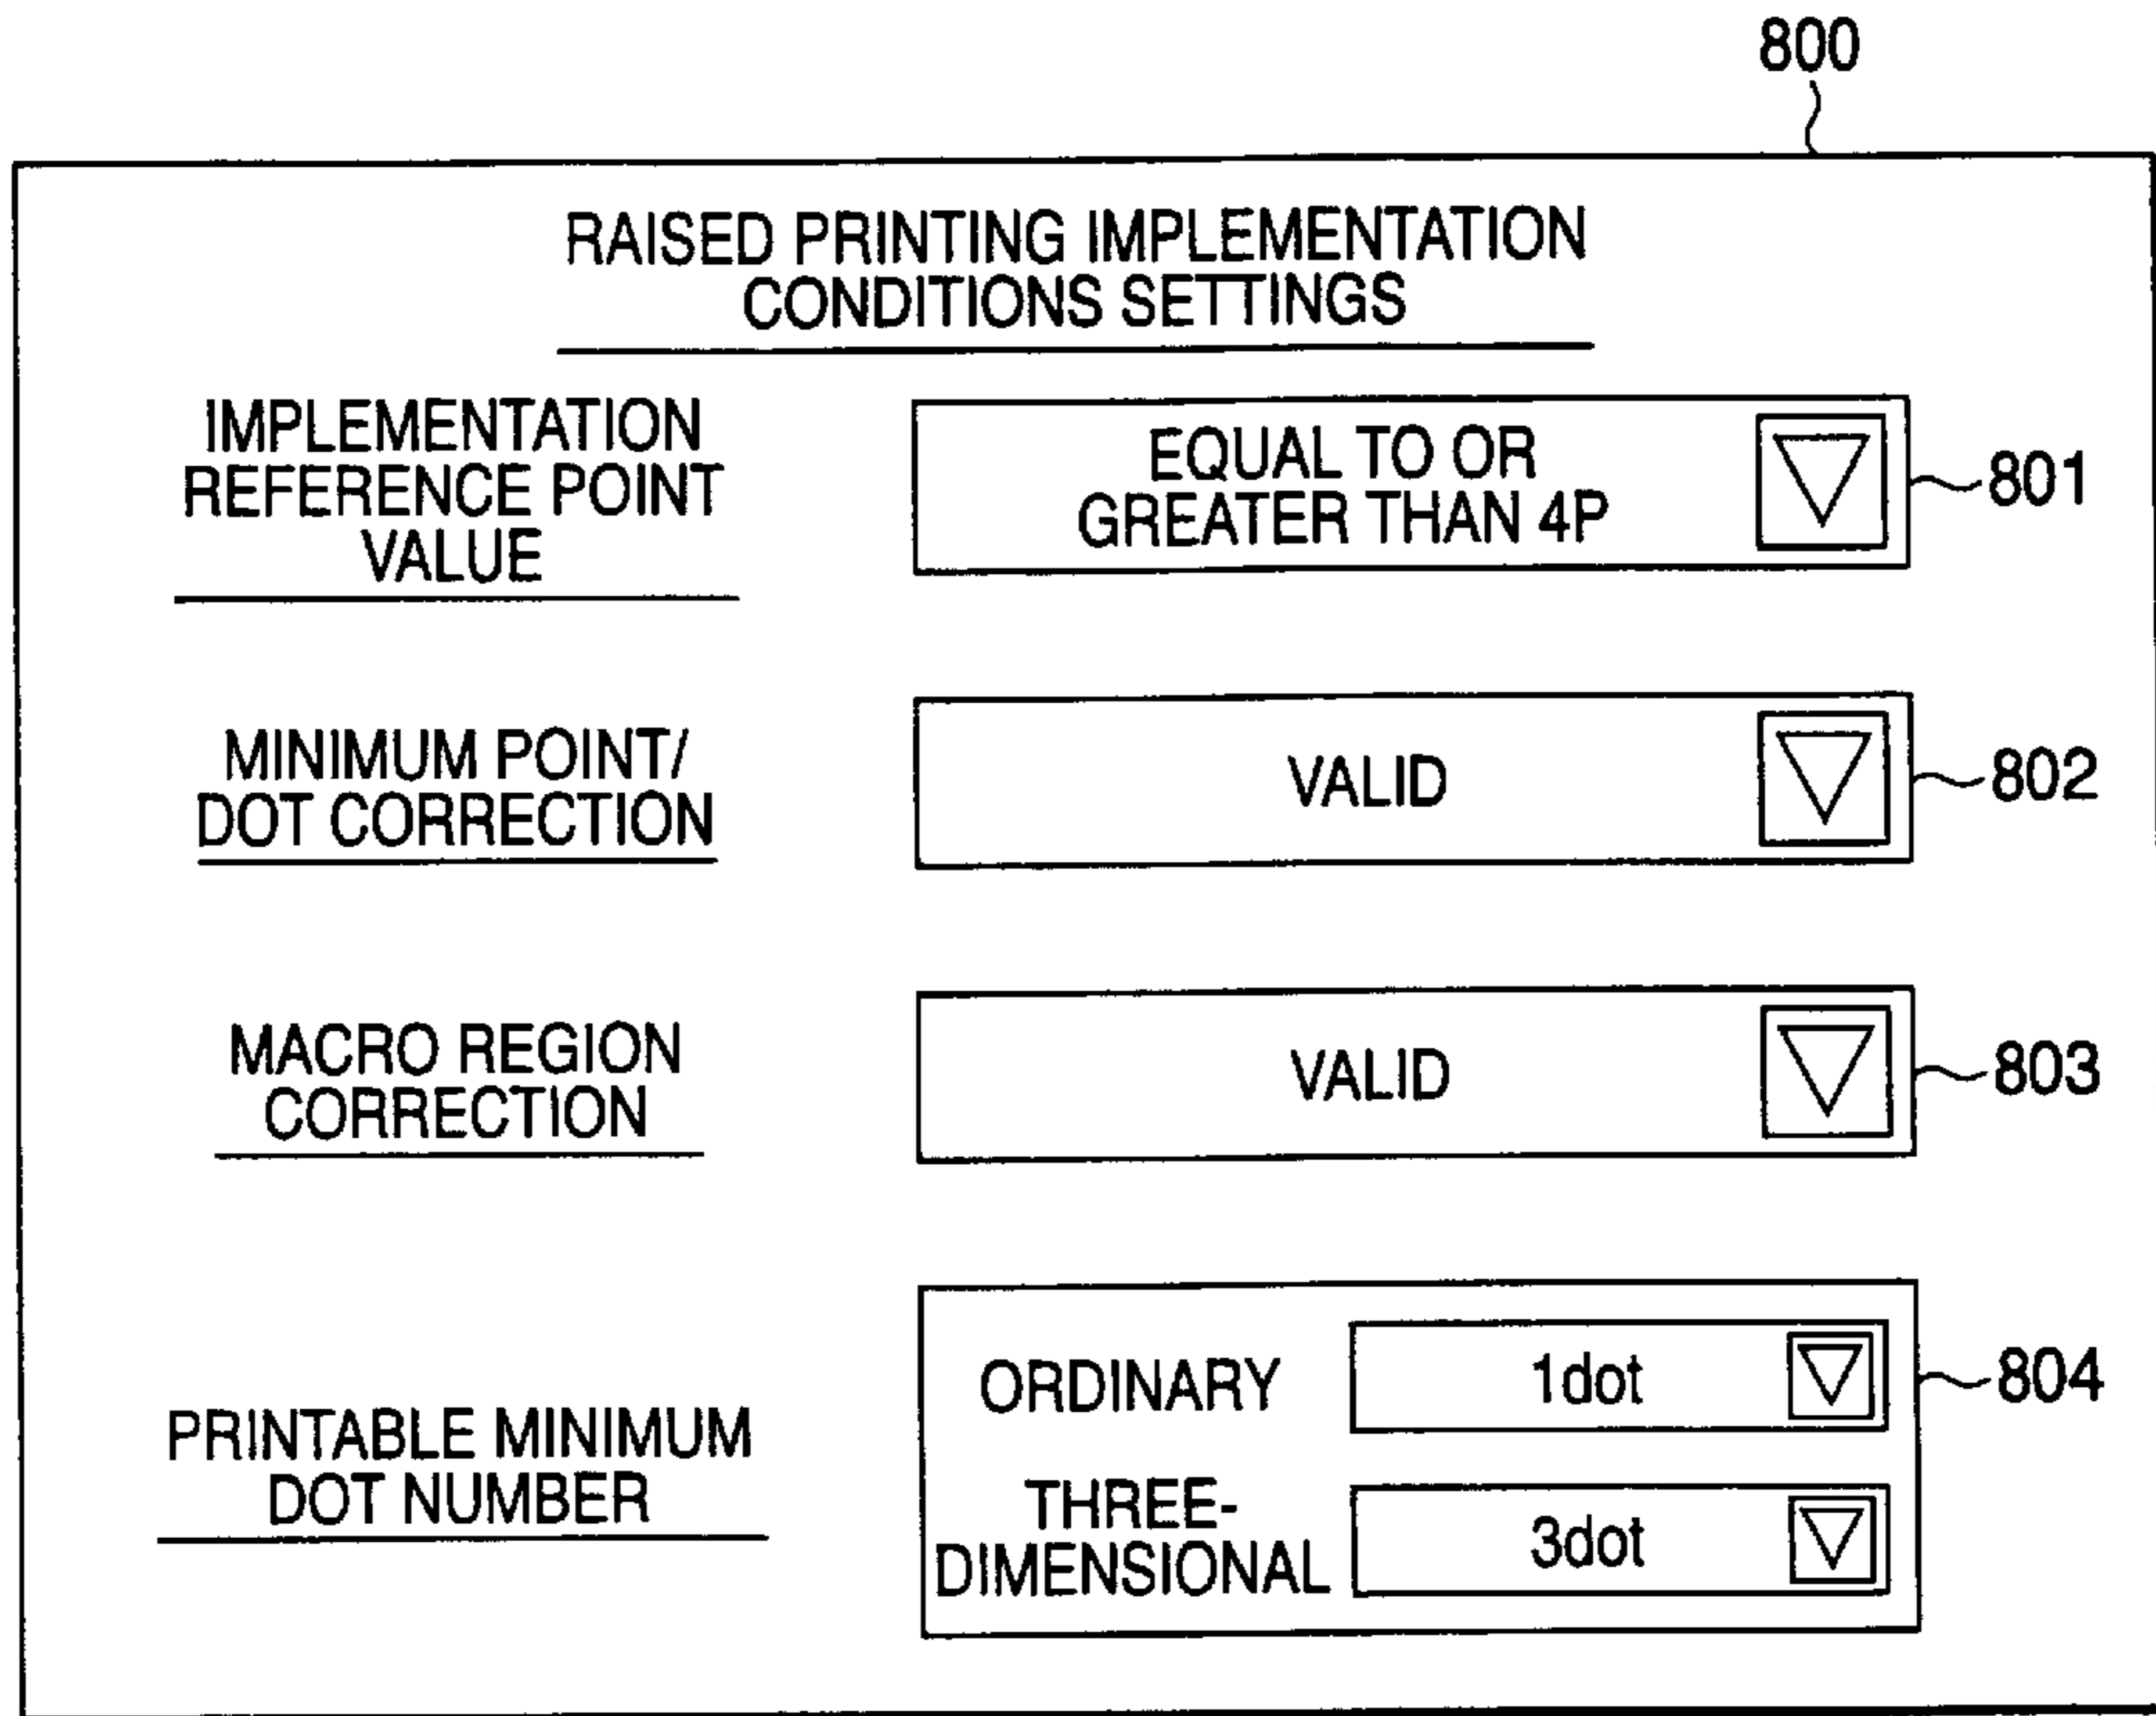 800
RAISED PRINTING IMPLEMENTATION
CONDITIONS SETTINGS
IMPLEMENTATION
REFERENCE POINT
VALUE
EQUAL TO OR
GREATER THAN 4P
801
MINIMUM POINT/
DOT CORRECTION
VALID
802
MACRO REGION
CORRECTION
VALID
803
PRINTABLE MINIMUM
DOT NUMBER
ORDINARY
1dot
804
THREE-
DIMENSIONAL
3dot